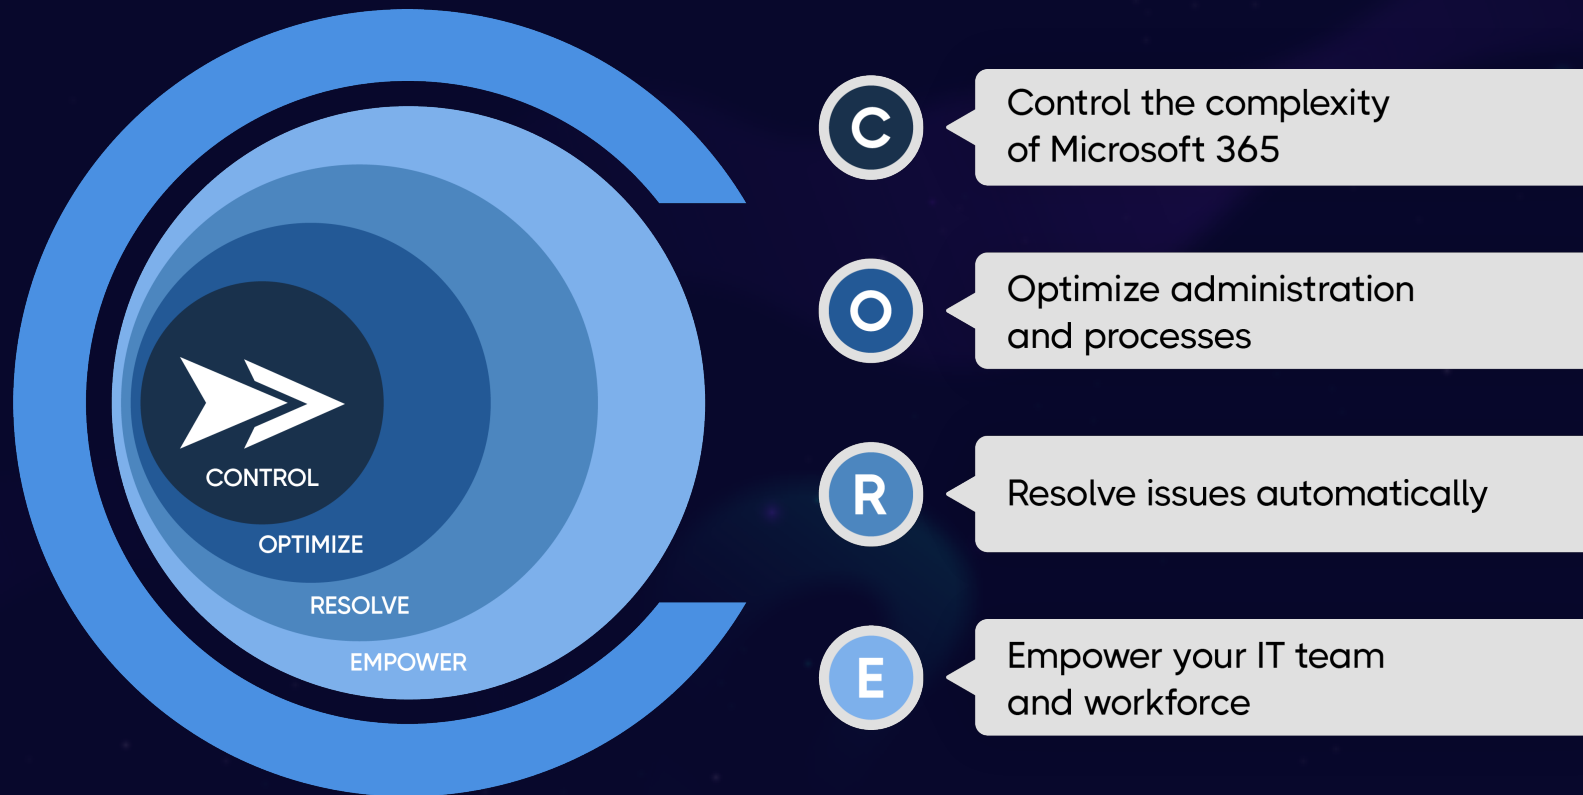 CONTROL
OPTIMIZE
RESOLVE
EMPOWER
C
Control the complexity
of Microsoft 365
O
Optimize administration
and processes
R
Resolve issues automatically
E
Empower your IT team
and workforce